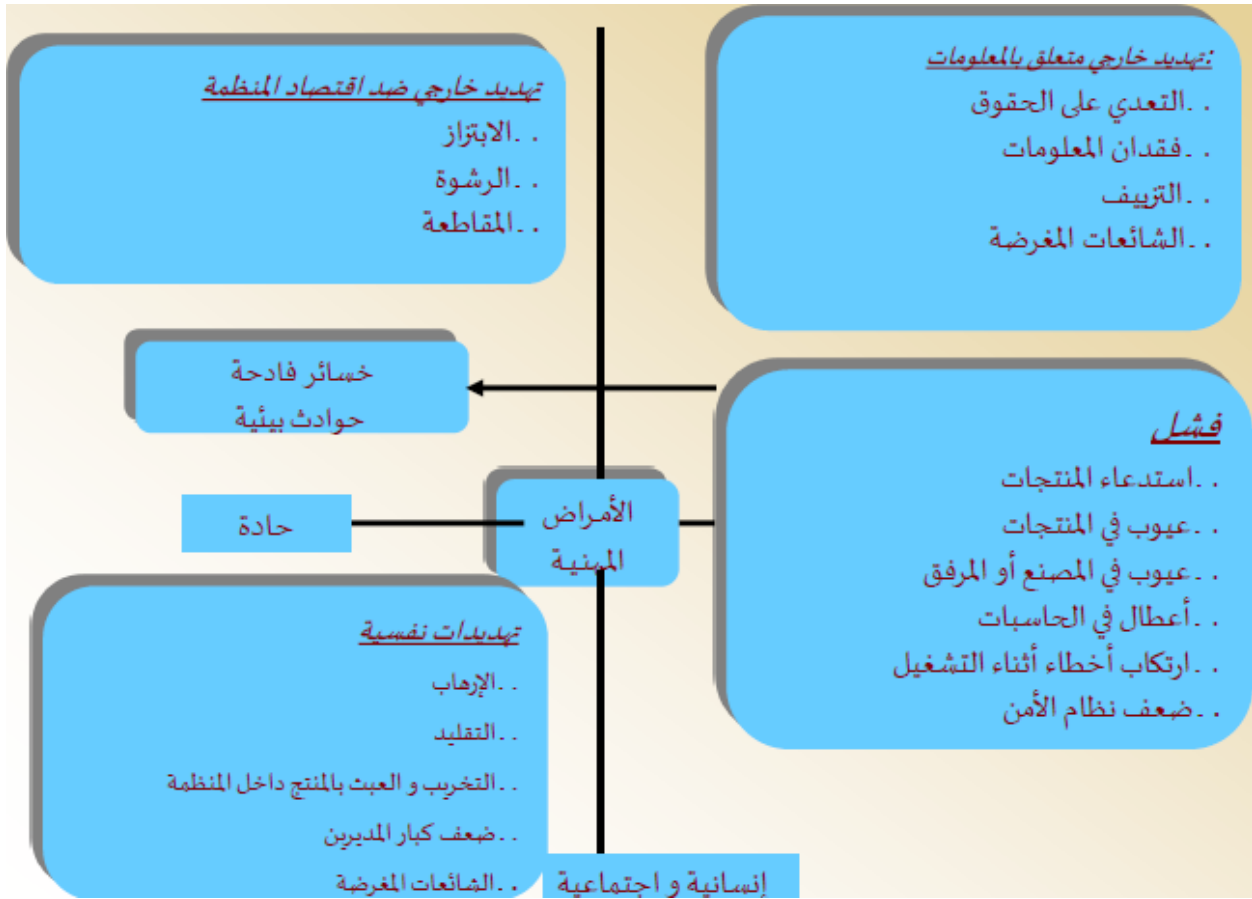 تهديد خارجي متعلق بالمعلومات:
. .التعدي على الحقوق
. .فقدان المعلومات
. .التزييف
. .الشائعات المغرضة
تهديد خارجي ضد اقتصاد المنظمة
. .الابتزاز
. .الرشوة
. .المقاطعة
خسائر فادحة
حوادث بيئية
فشل
. .استدعاء المنتجات
. .عيوب في المنتجات
. .عيوب في المصنع أو المرفق
. .أعطال في الحاسبات
. .ارتكاب أخطاء أثناء التشغيل
. .ضعف نظام الأمن
الأمراض
المهنية
حادة
تهديدات نفسية
. .الإرهاب
. .التقليد
. .التخريب و العبث بالمنتج داخل المنظمة
. .ضعف كبار المديرين
. .الشائعات المغرضة
إنسانية و اجتماعية